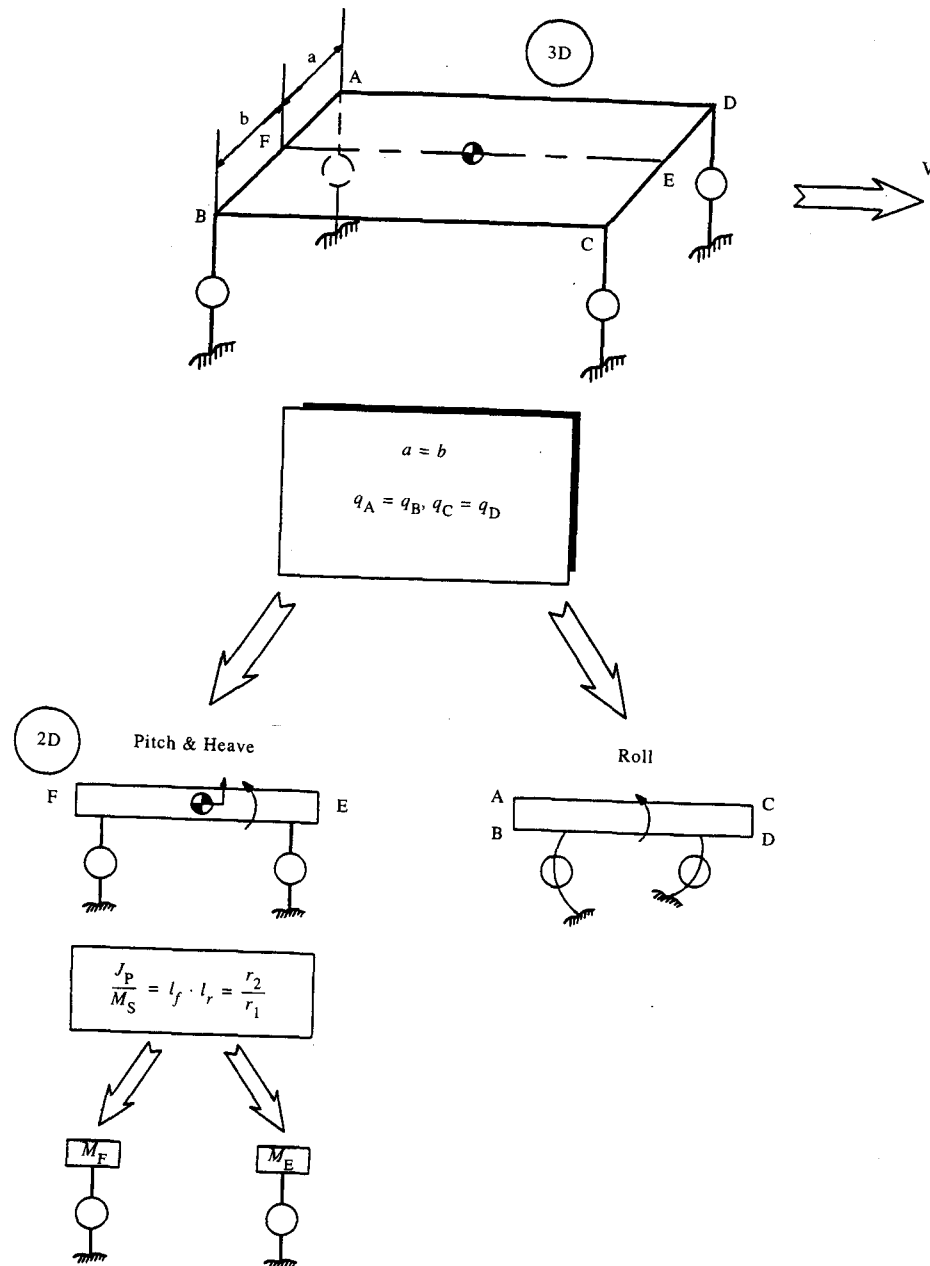 3D
a
A
D
b
F
V
E
B
C
a = b
q_A = q_B, q_C = q_D
2D
Pitch & Heave
Roll
F
E
A
C
B
D
J_P / M_S = l_f · l_r = r_2 / r_1
M_F
M_E